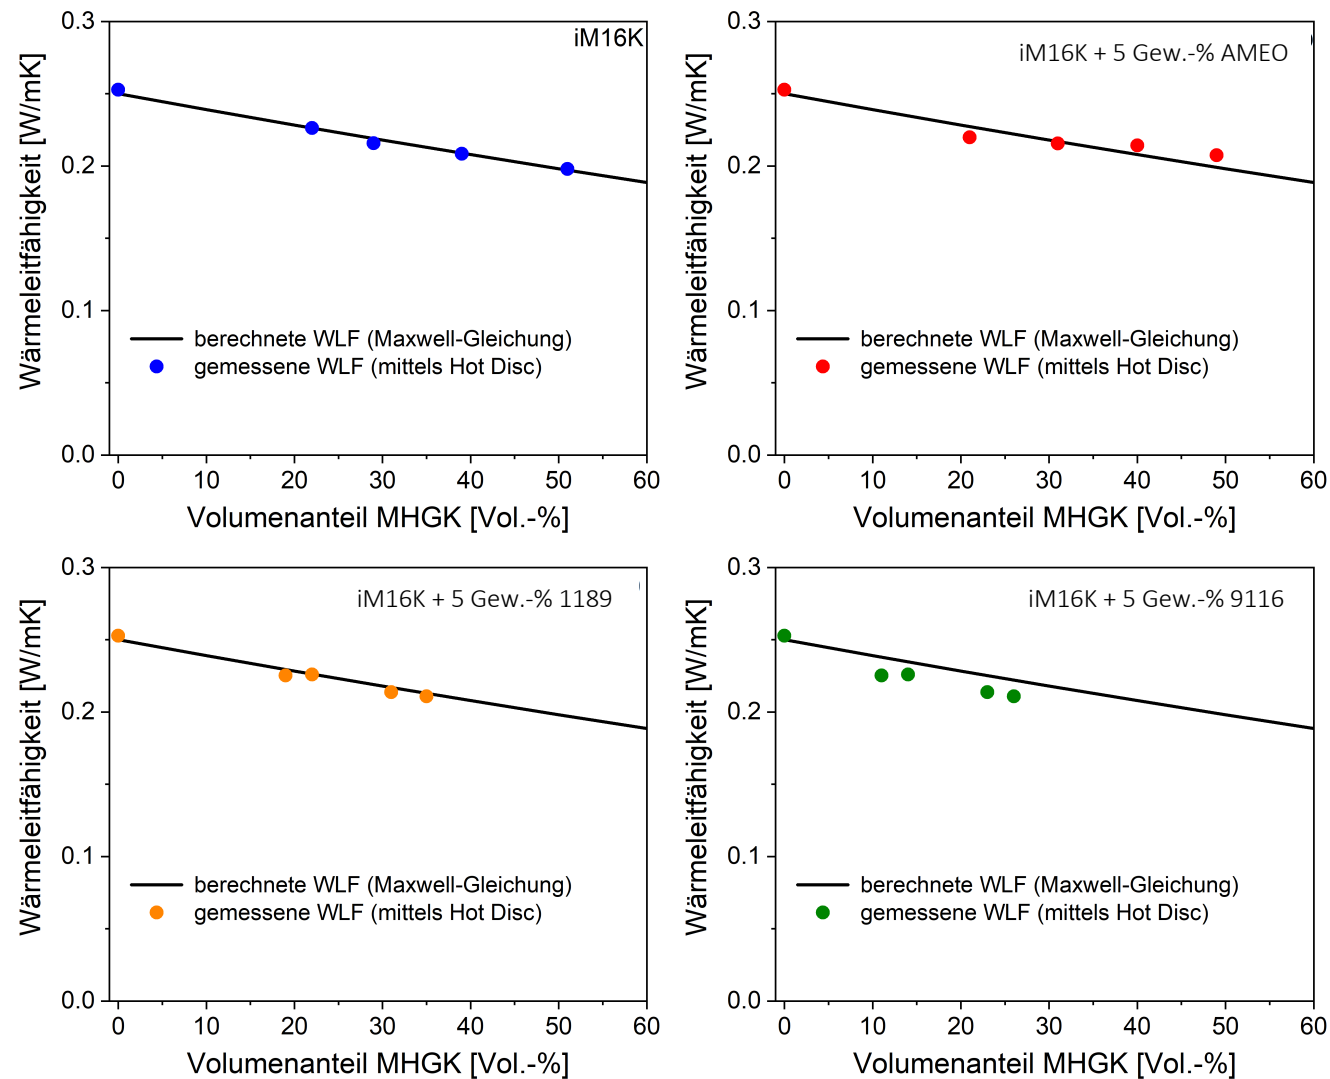 iM16K
0.3
0.2
0.1
0.0
Wärmeleitfähigkeit [W/mK]
berechnete WLF (Maxwell-Gleichung)
gemessene WLF (mittels Hot Disc)
0 10 20 30 40 50 60
Volumenanteil MHGK [Vol.-%]
iM16K + 5 Gew.-% AMEO
0.3
0.2
0.1
0.0
Wärmeleitfähigkeit [W/mK]
berechnete WLF (Maxwell-Gleichung)
gemessene WLF (mittels Hot Disc)
0 10 20 30 40 50 60
Volumenanteil MHGK [Vol.-%]
iM16K + 5 Gew.-% 1189
0.3
0.2
0.1
0.0
Wärmeleitfähigkeit [W/mK]
berechnete WLF (Maxwell-Gleichung)
gemessene WLF (mittels Hot Disc)
0 10 20 30 40 50 60
Volumenanteil MHGK [Vol.-%]
iM16K + 5 Gew.-% 9116
0.3
0.2
0.1
0.0
Wärmeleitfähigkeit [W/mK]
berechnete WLF (Maxwell-Gleichung)
gemessene WLF (mittels Hot Disc)
0 10 20 30 40 50 60
Volumenanteil MHGK [Vol.-%]